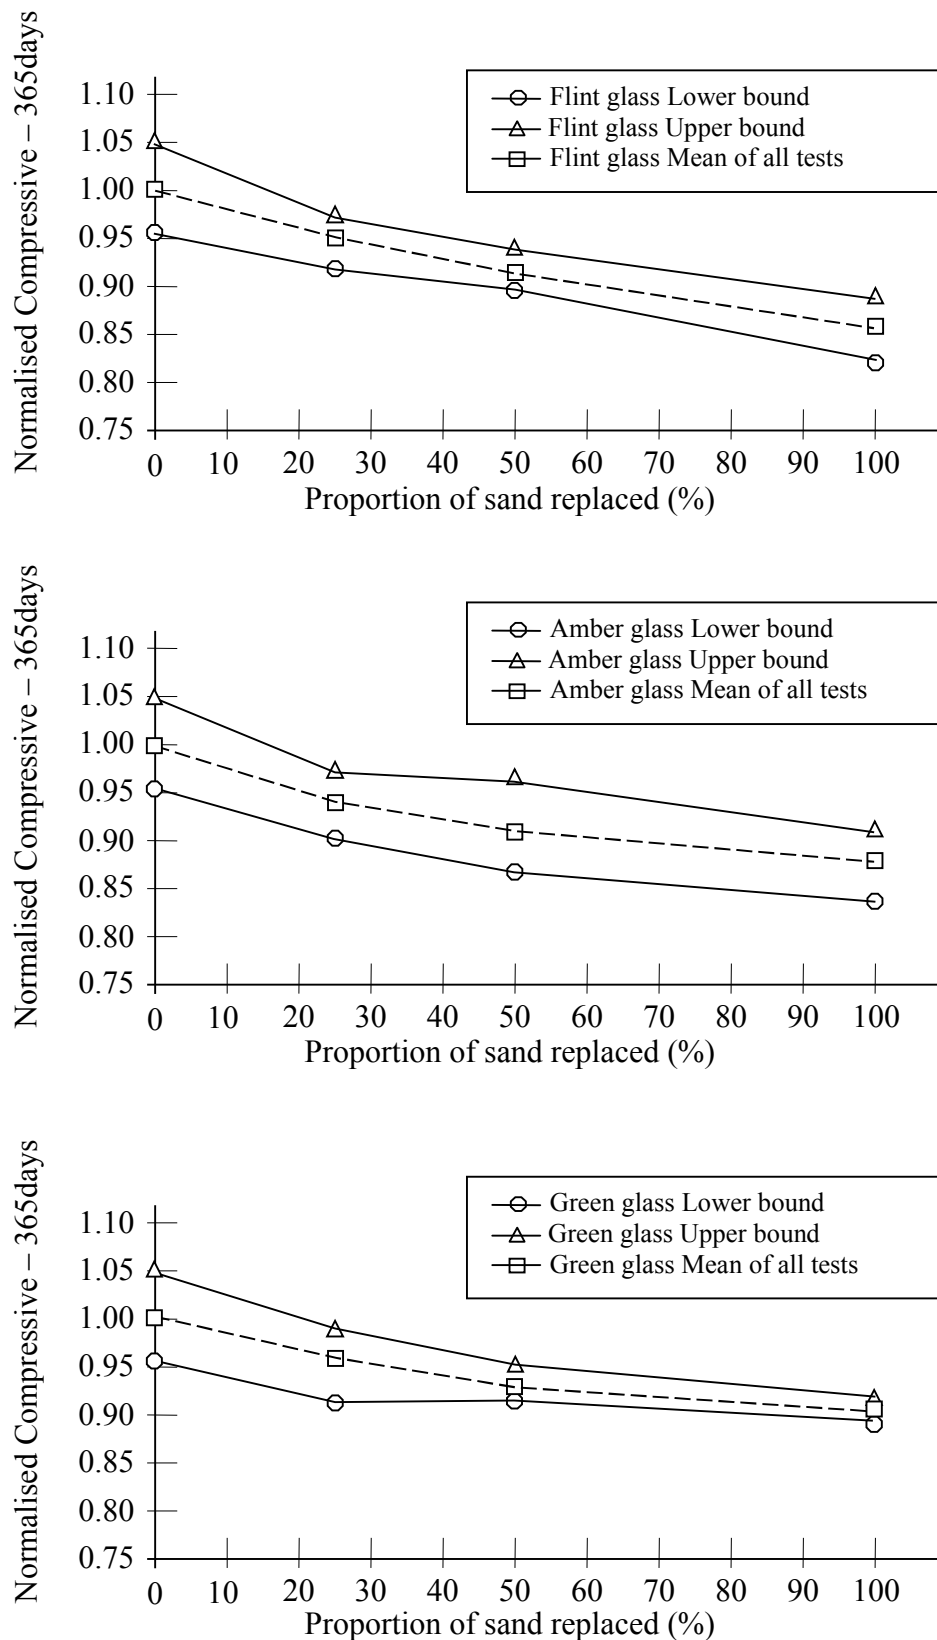 Normalised Compressive – 365days
Flint glass Lower bound
Flint glass Upper bound
Flint glass Mean of all tests
1.10
1.05
1.00
0.95
0.90
0.85
0.80
0.75
0 10 20 30 40 50 60 70 80 90 100
Proportion of sand replaced (%)
Normalised Compressive – 365days
Amber glass Lower bound
Amber glass Upper bound
Amber glass Mean of all tests
1.10
1.05
1.00
0.95
0.90
0.85
0.80
0.75
0 10 20 30 40 50 60 70 80 90 100
Proportion of sand replaced (%)
Normalised Compressive – 365days
Green glass Lower bound
Green glass Upper bound
Green glass Mean of all tests
1.10
1.05
1.00
0.95
0.90
0.85
0.80
0.75
0 10 20 30 40 50 60 70 80 90 100
Proportion of sand replaced (%)